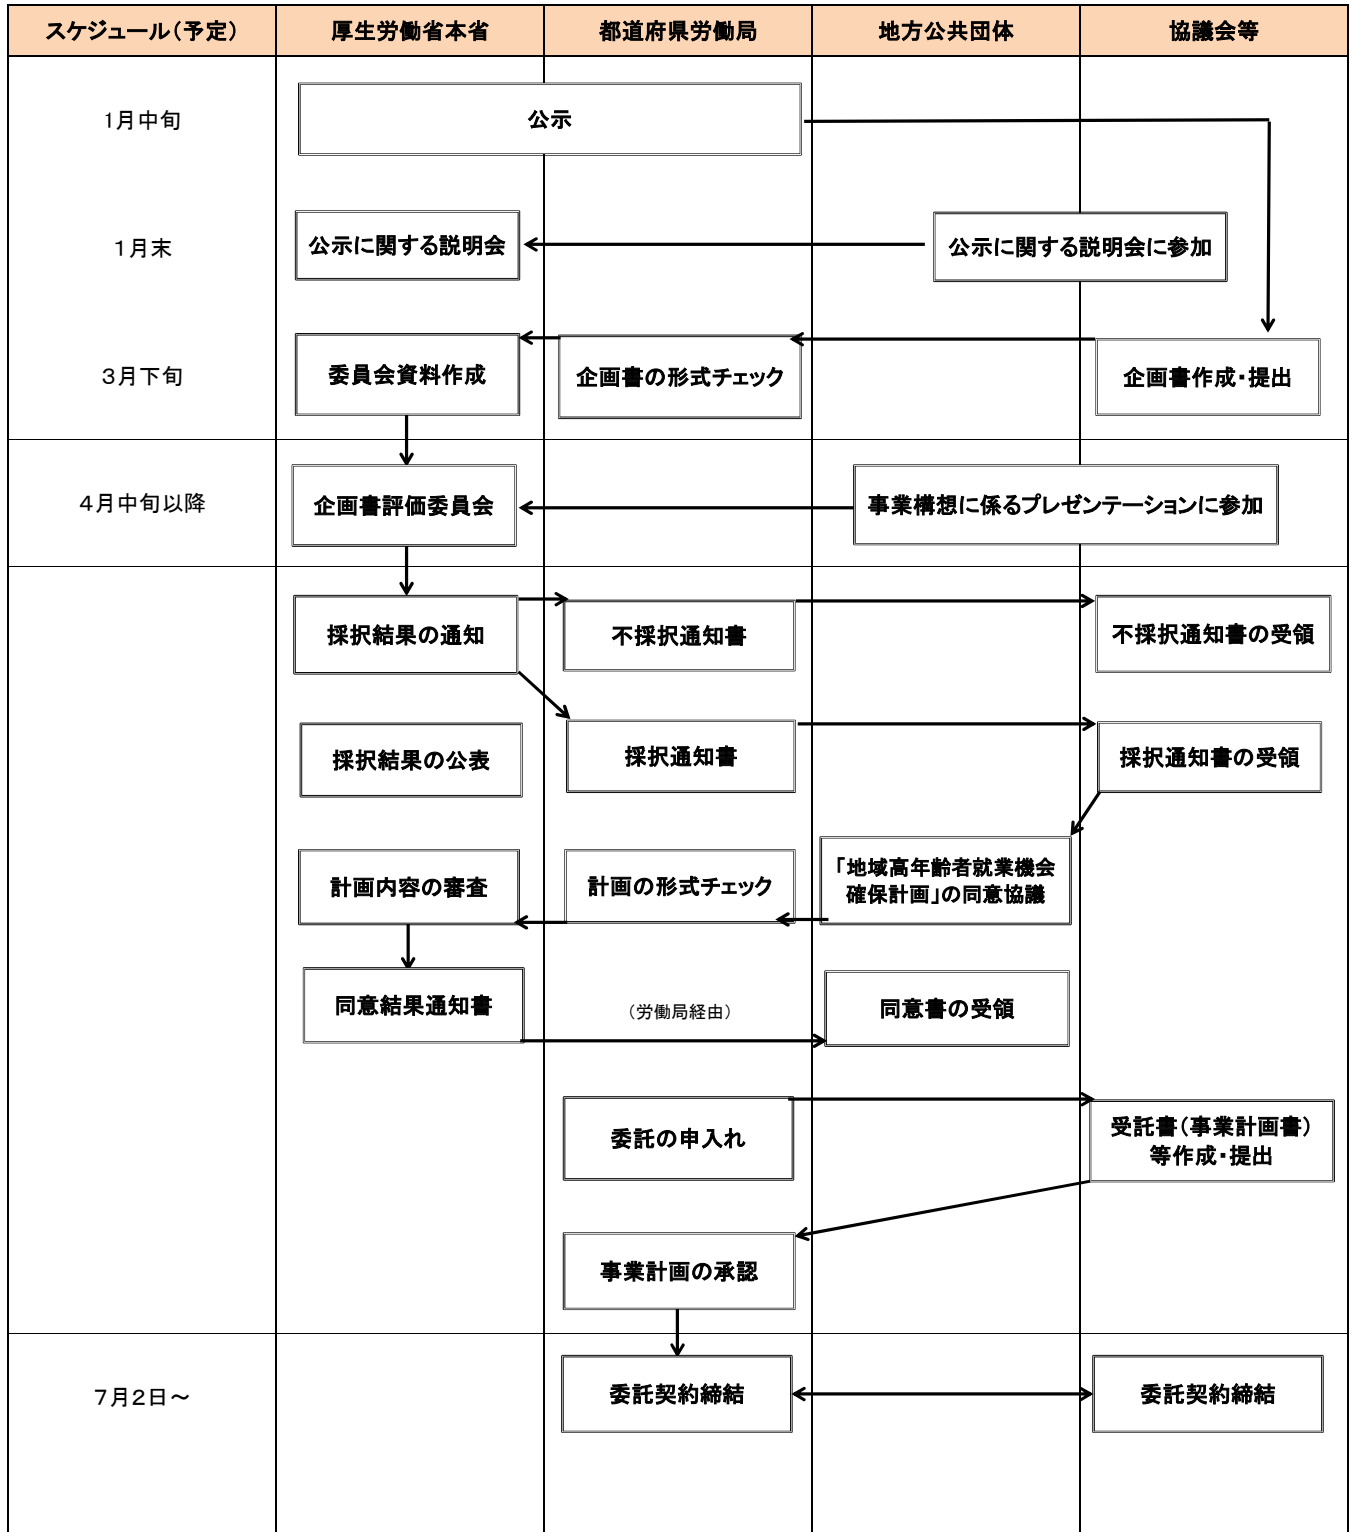 スケジュール(予定)
厚生労働省本省
都道府県労働局
地方公共団体
協議会等
1月中旬
公示
1月末
公示に関する説明会
公示に関する説明会に参加
3月下旬
委員会資料作成
企画書の形式チェック
企画書作成・提出
4月中旬以降
企画書評価委員会
事業構想に係るプレゼンテーションに参加
採択結果の通知
不採択通知書
不採択通知書の受領
採択結果の公表
採択通知書
採択通知書の受領
計画内容の審査
計画の形式チェック
「地域高年齢者就業機会
確保計画」の同意協議
同意結果通知書
(労働局経由)
同意書の受領
委託の申入れ
受託書(事業計画書)
等作成・提出
事業計画の承認
7月2日～
委託契約締結
委託契約締結